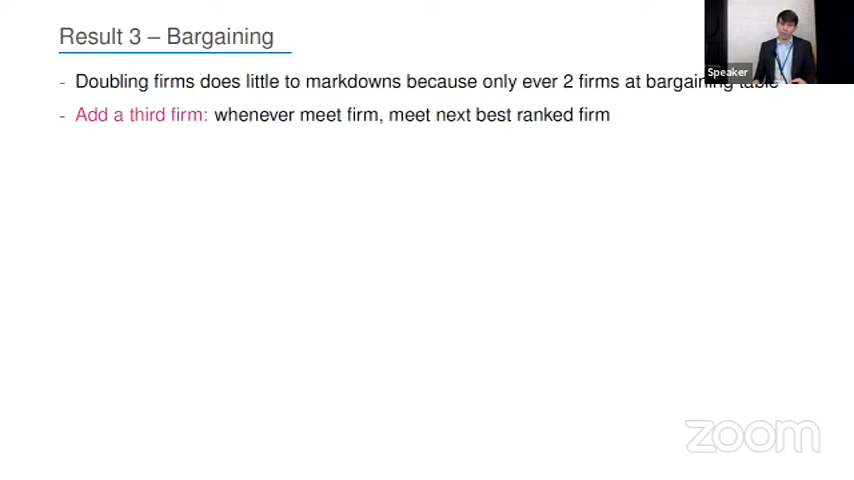 Result 3 – Bargaining
- Doubling firms does little to markdowns because only ever 2 firms at bargaining table
- Add a third firm: whenever meet firm, meet next best ranked firm
Speaker
zoom